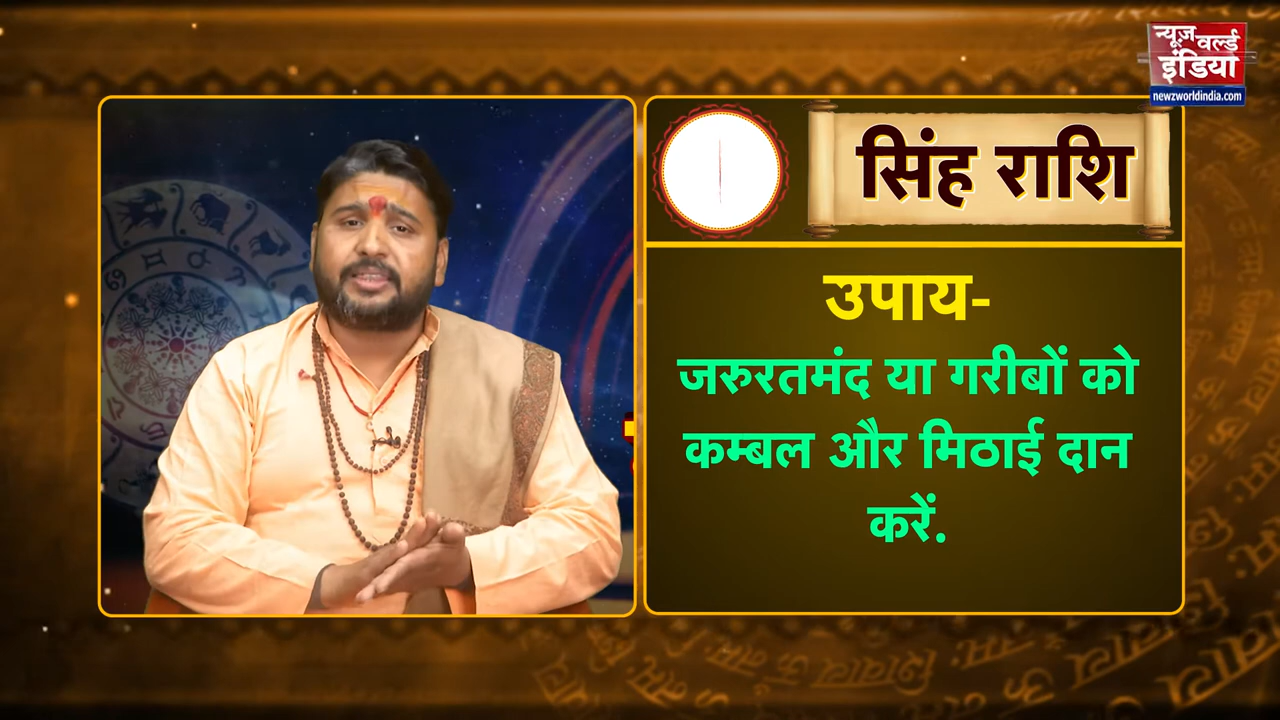 न्यूज़ वर्ल्ड
इंडिया
newzworldindia.com
सिंह राशि
उपाय-
जरुरतमंद या गरीबों को
कम्बल और मिठाई दान
करें.